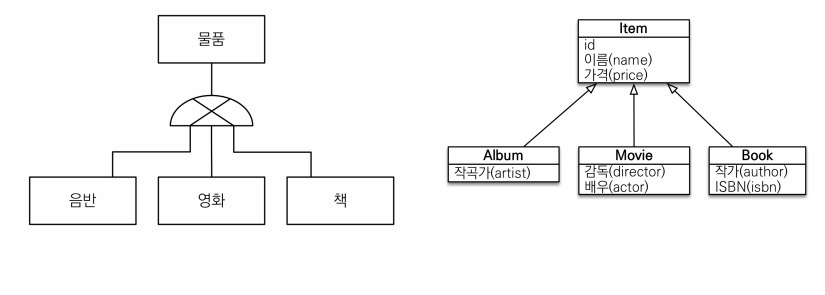 물품
음반
영화
책
Item
id
이름(name)
가격(price)
Album
작곡가(artist)
Movie
감독(director)
배우(actor)
Book
작가(author)
ISBN(isbn)